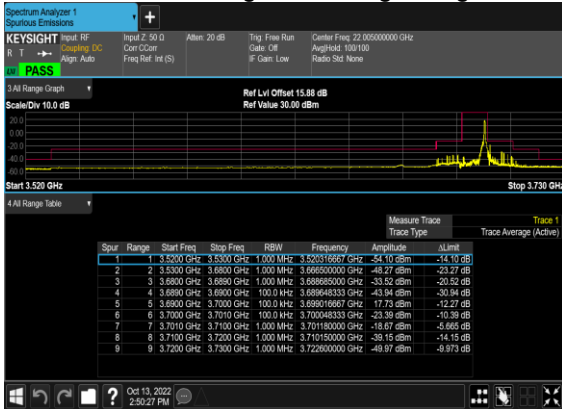 Spectrum Analyzer 1
Spurious Emissions
KEYSIGHT Input: RF Input Z: 50 Ω Atten: 20 dB Trig: Free Run Center Freq: 22.005000000 GHz
R T Coupling: DC Corr CCorr Gate: Off Avg|Hold: 100/100
Align: Auto Freq Ref: Int (S) IF Gain: Low Radio Std: None
PASS
3 All Range Graph Ref Lvl Offset 15.88 dB
Scale/Div 10.0 dB Ref Value 30.00 dBm
20.0
0.00
-20.0
-40.0
-60.0
Start 3.520 GHz Stop 3.730 GHz
4 All Range Table
Measure Trace Trace 1
Trace Type Trace Average (Active)
Spur Range Start Freq Stop Freq RBW Frequency Amplitude ΔLimit
1 1 3.5200 GHz 3.5300 GHz 1.000 MHz 3.520316667 GHz -54.10 dBm -14.10 dB
2 2 3.5300 GHz 3.6800 GHz 1.000 MHz 3.666500000 GHz -48.27 dBm -23.27 dB
3 3 3.6800 GHz 3.6890 GHz 1.000 MHz 3.688685000 GHz -33.52 dBm -20.52 dB
4 4 3.6890 GHz 3.6900 GHz 100.0 kHz 3.689648333 GHz -43.94 dBm -30.94 dB
5 5 3.6900 GHz 3.7000 GHz 100.0 kHz 3.699016667 GHz 17.73 dBm -12.27 dB
6 6 3.7000 GHz 3.7010 GHz 100.0 kHz 3.700048333 GHz -23.39 dBm -10.39 dB
7 7 3.7010 GHz 3.7100 GHz 1.000 MHz 3.701180000 GHz -18.67 dBm -5.665 dB
8 8 3.7100 GHz 3.7200 GHz 1.000 MHz 3.710000000 GHz -39.15 dBm -14.15 dB
9 9 3.7200 GHz 3.7300 GHz 1.000 MHz 3.722600000 GHz -49.97 dBm -9.973 dB
Oct 13, 2022
2:50:27 PM